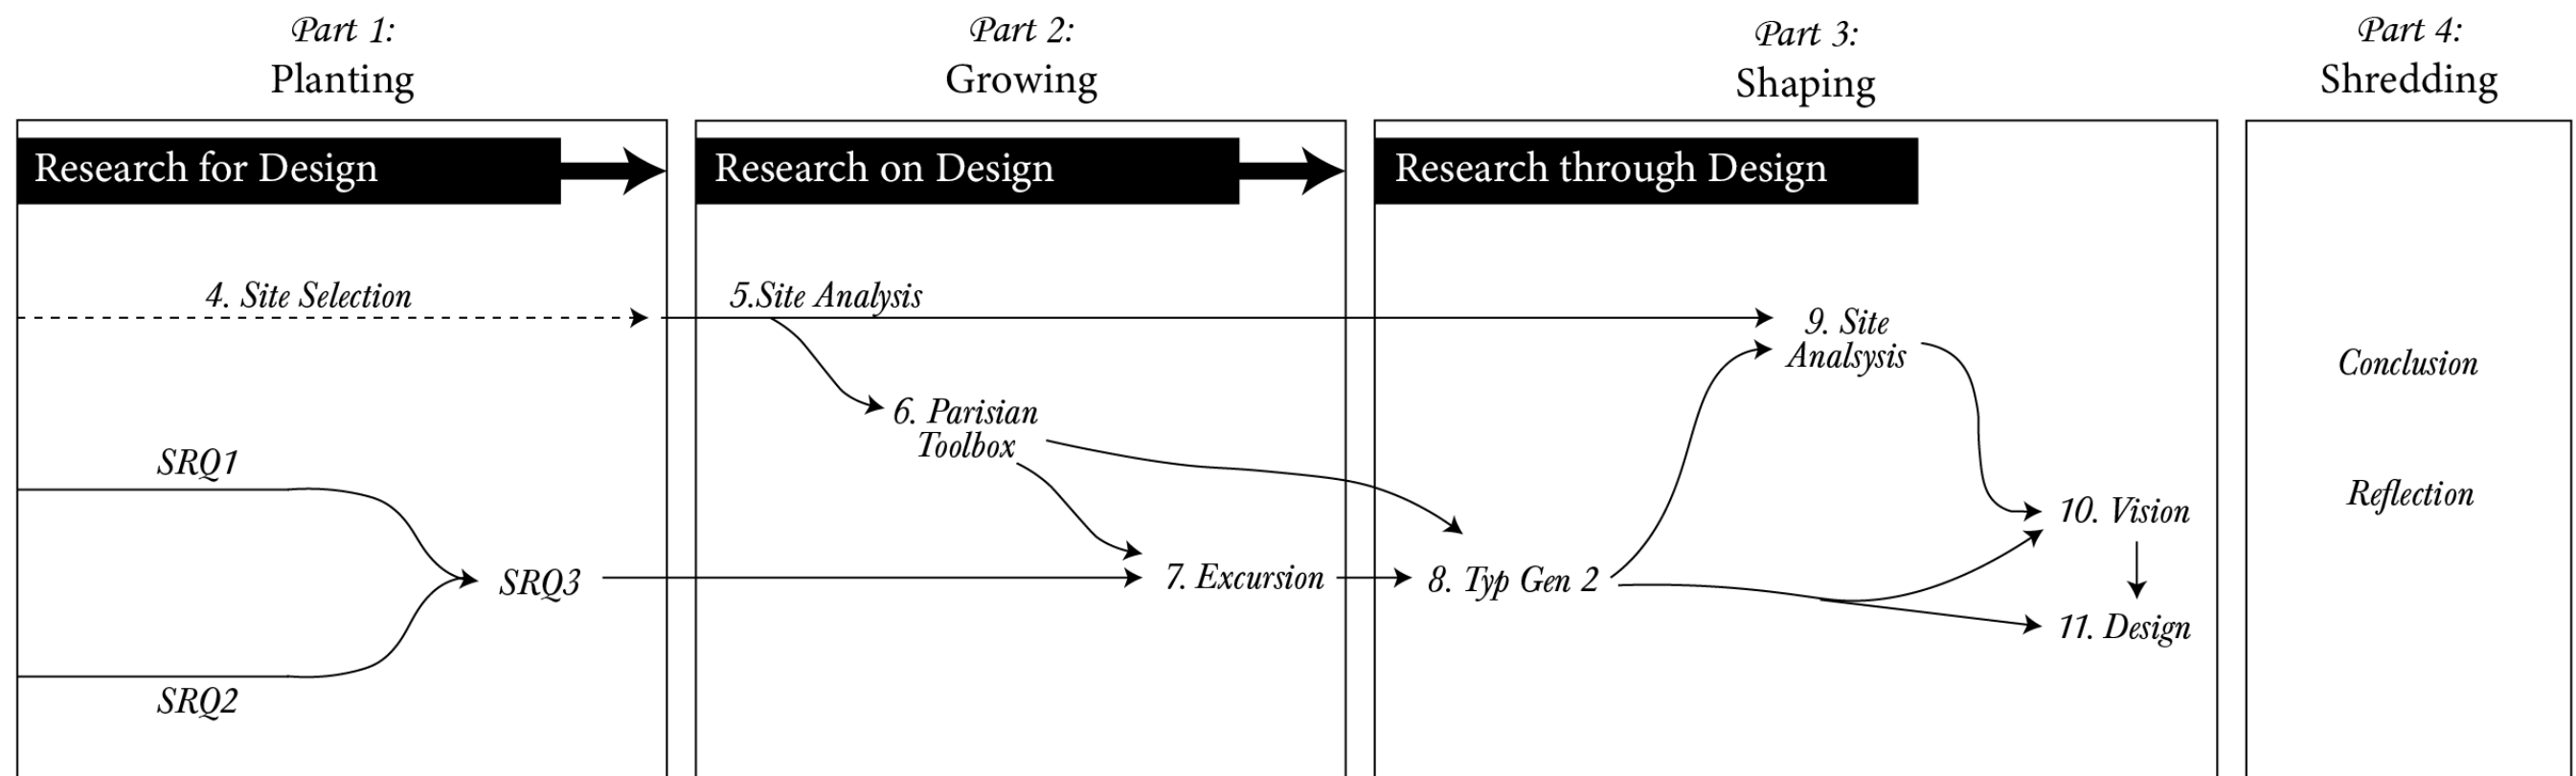 Part 1:
Planting
Research for Design
4. Site Selection
SRQ1
SRQ3
SRQ2
Part 2:
Growing
Research on Design
5.Site Analysis
6. Parisian
Toolbox
7. Excursion
Part 3:
Shaping
Research through Design
9. Site
Analsysis
8. Typ Gen 2
10. Vision
11. Design
Part 4:
Shredding
Conclusion
Reflection